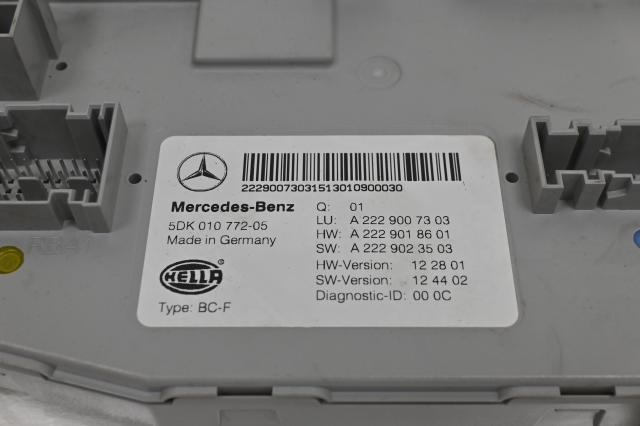 22290073031513010900030
Mercedes-Benz
5DK 010 772-05
Made in Germany
HELLA
Type: BC-F
Q: 01
LU: A 222 900 73 03
HW: A 222 901 86 01
SW: A 222 902 35 03
HW-Version: 12 28 01
SW-Version: 12 44 02
Diagnostic-ID: 00 0C